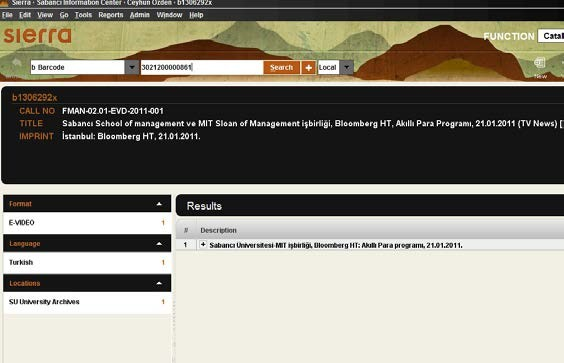 Sierra · Sabancı Information Center · Ceyhun Ozden · b1306292x
File Edit View Go Tools Reports Admin Window Help
sierra
FUNCTION Catal
b Barcode 3021200000861 Search + Local
New
b1306292x
CALL NO FMAN-02.01-EVD-2011-001
TITLE Sabancı School of management ve MIT Sloan of Management işbirliği, Bloomberg HT, Akıllı Para Programı, 21.01.2011 (TV News) [
IMPRINT İstanbul: Bloomberg HT, 21.01.2011.
Format
E-VIDEO 1
Language
Turkish 1
Locations
SU University Archives 1
Results
# Description
1 + Sabancı Üniversitesi-MIT işbirliği, Bloomberg HT: Akıllı Para programı, 21.01.2011.